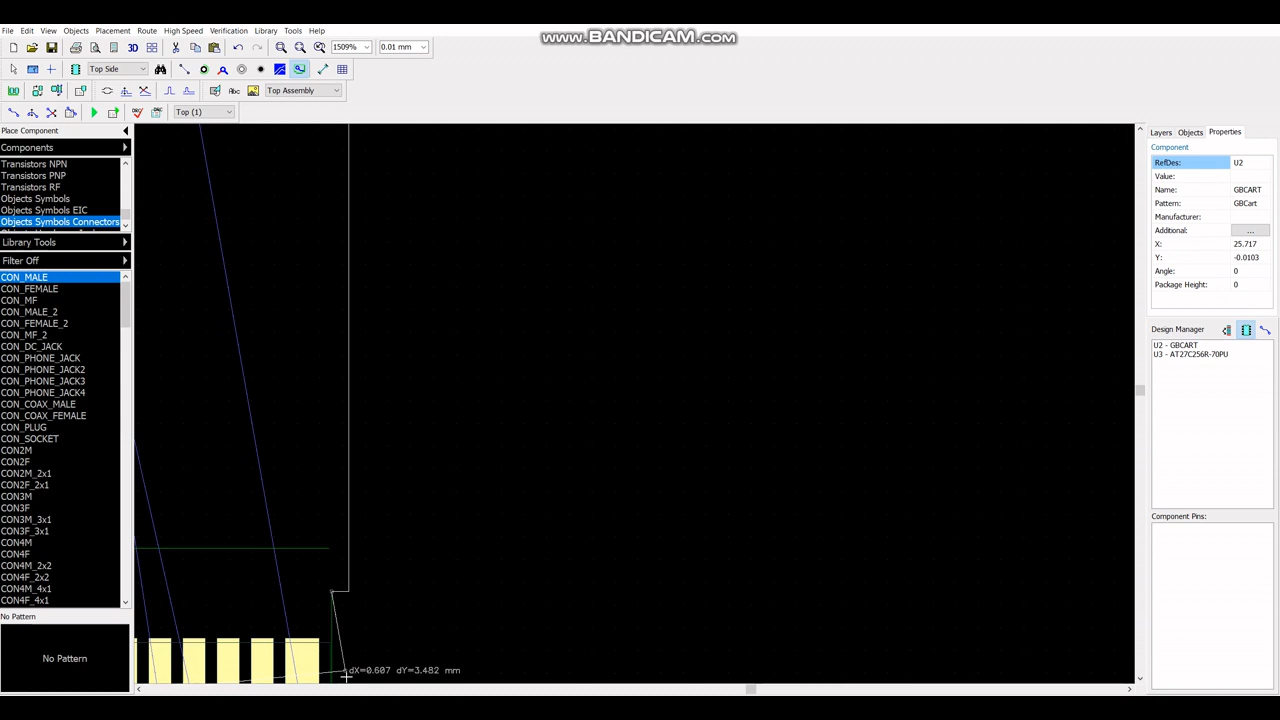 www.BANDICAM.com
File Edit View Objects Placement Route High Speed Verification Library Tools Help
3D 1509% 0.01 mm
Top Side
Abc Top Assembly
DRC Top (1)
Place Component
Components
Transistors NPN
Transistors PNP
Transistors RF
Objects Symbols
Objects Symbols EIC
Objects Symbols Connectors
Library Tools
Filter Off
CON_MALE
CON_FEMALE
CON_MF
CON_MALE_2
CON_FEMALE_2
CON_MF_2
CON_DC_JACK
CON_PHONE_JACK
CON_PHONE_JACK2
CON_PHONE_JACK3
CON_PHONE_JACK4
CON_COAX_MALE
CON_COAX_FEMALE
CON_PLUG
CON_SOCKET
CON2M
CON2F
CON2M_2x1
CON2F_2x1
CON3M
CON3F
CON3M_3x1
CON3F_3x1
CON4M
CON4F
CON4M_2x2
CON4F_2x2
CON4M_4x1
CON4F_4x1
No Pattern
No Pattern
dX=0.607 dY=3.482 mm
Layers Objects Properties
Component
RefDes: U2
Value:
Name: GBCART
Pattern: GBCart
Manufacturer:
Additional: ...
X: 25.717
Y: -0.0103
Angle: 0
Package Height: 0
Design Manager
U2 - GBCART
U3 - AT27C256R-70PU
Component Pins: